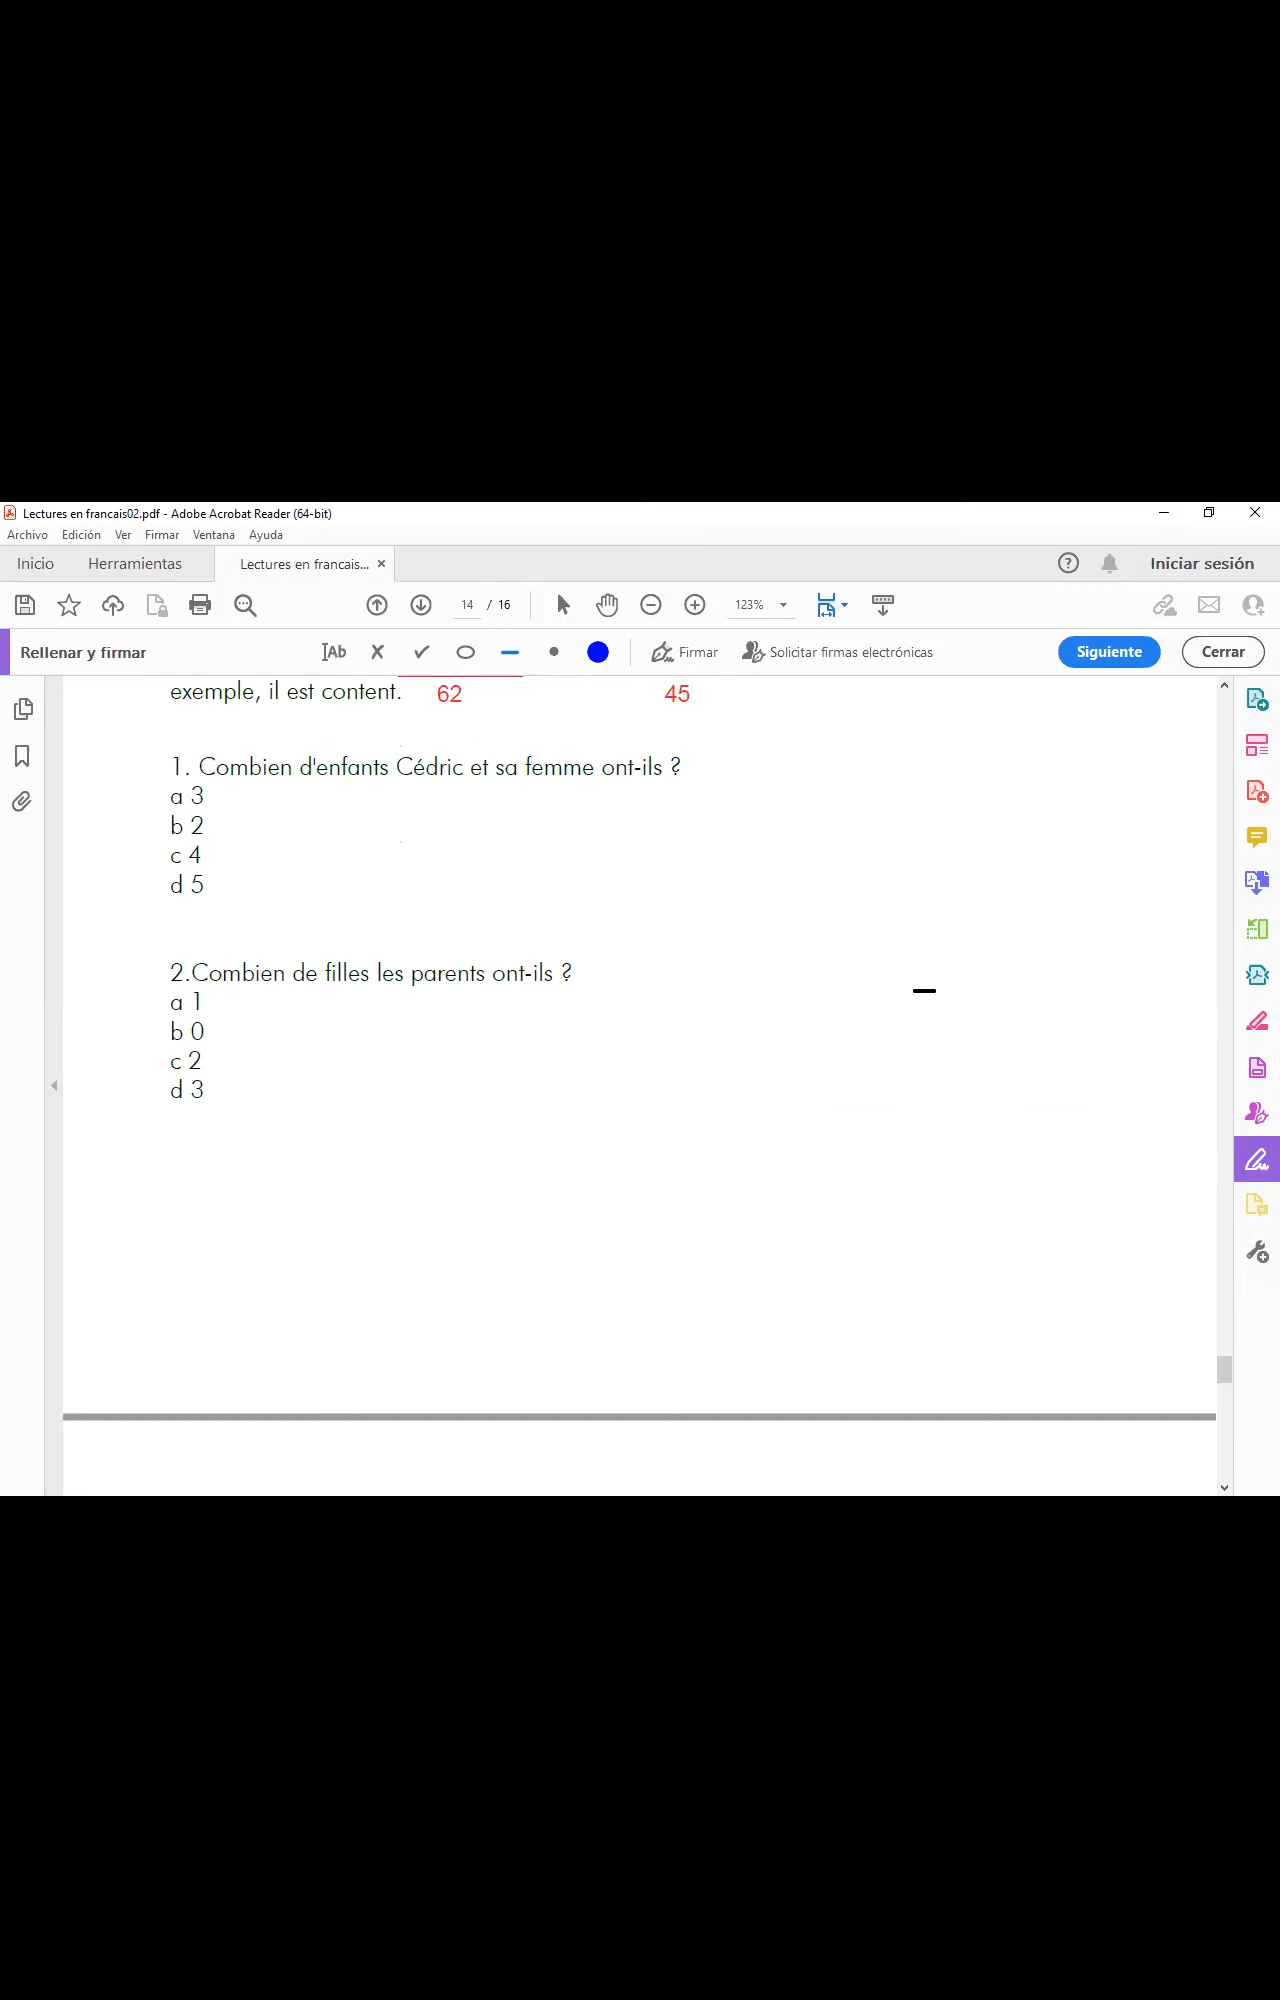 Lectures en francais02.pdf - Adobe Acrobat Reader (64-bit)
Archivo Edición Ver Firmar Ventana Ayuda
Inicio Herramientas Lectures en francais... × Iniciar sesión
14 / 16 123%
Rellenar y firmar IAb Firmar Solicitar firmas electrónicas Siguiente Cerrar
exemple, il est content. 62 45
1. Combien d'enfants Cédric et sa femme ont-ils ?
a 3
b 2
c 4
d 5
2.Combien de filles les parents ont-ils ?
a 1
b 0
c 2
d 3